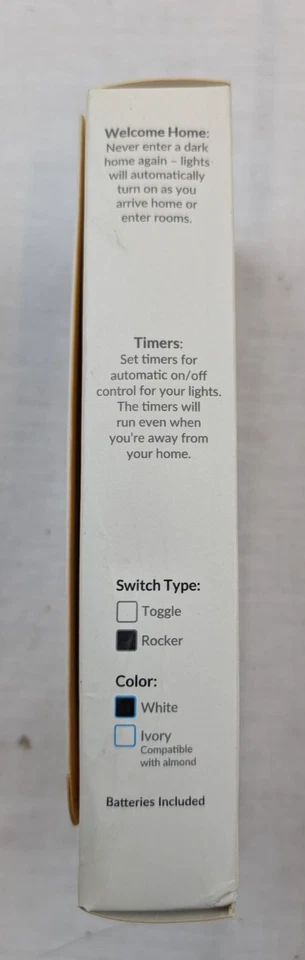 Welcome Home:
Never enter a dark
home again – lights
will automatically
turn on as you
arrive home or
enter rooms.
Timers:
Set timers for
automatic on/off
control for your lights.
The timers will
run even when
you're away from
your home.
Switch Type:
Toggle
Rocker
Color:
White
Ivory
Compatible
with almond
Batteries Included